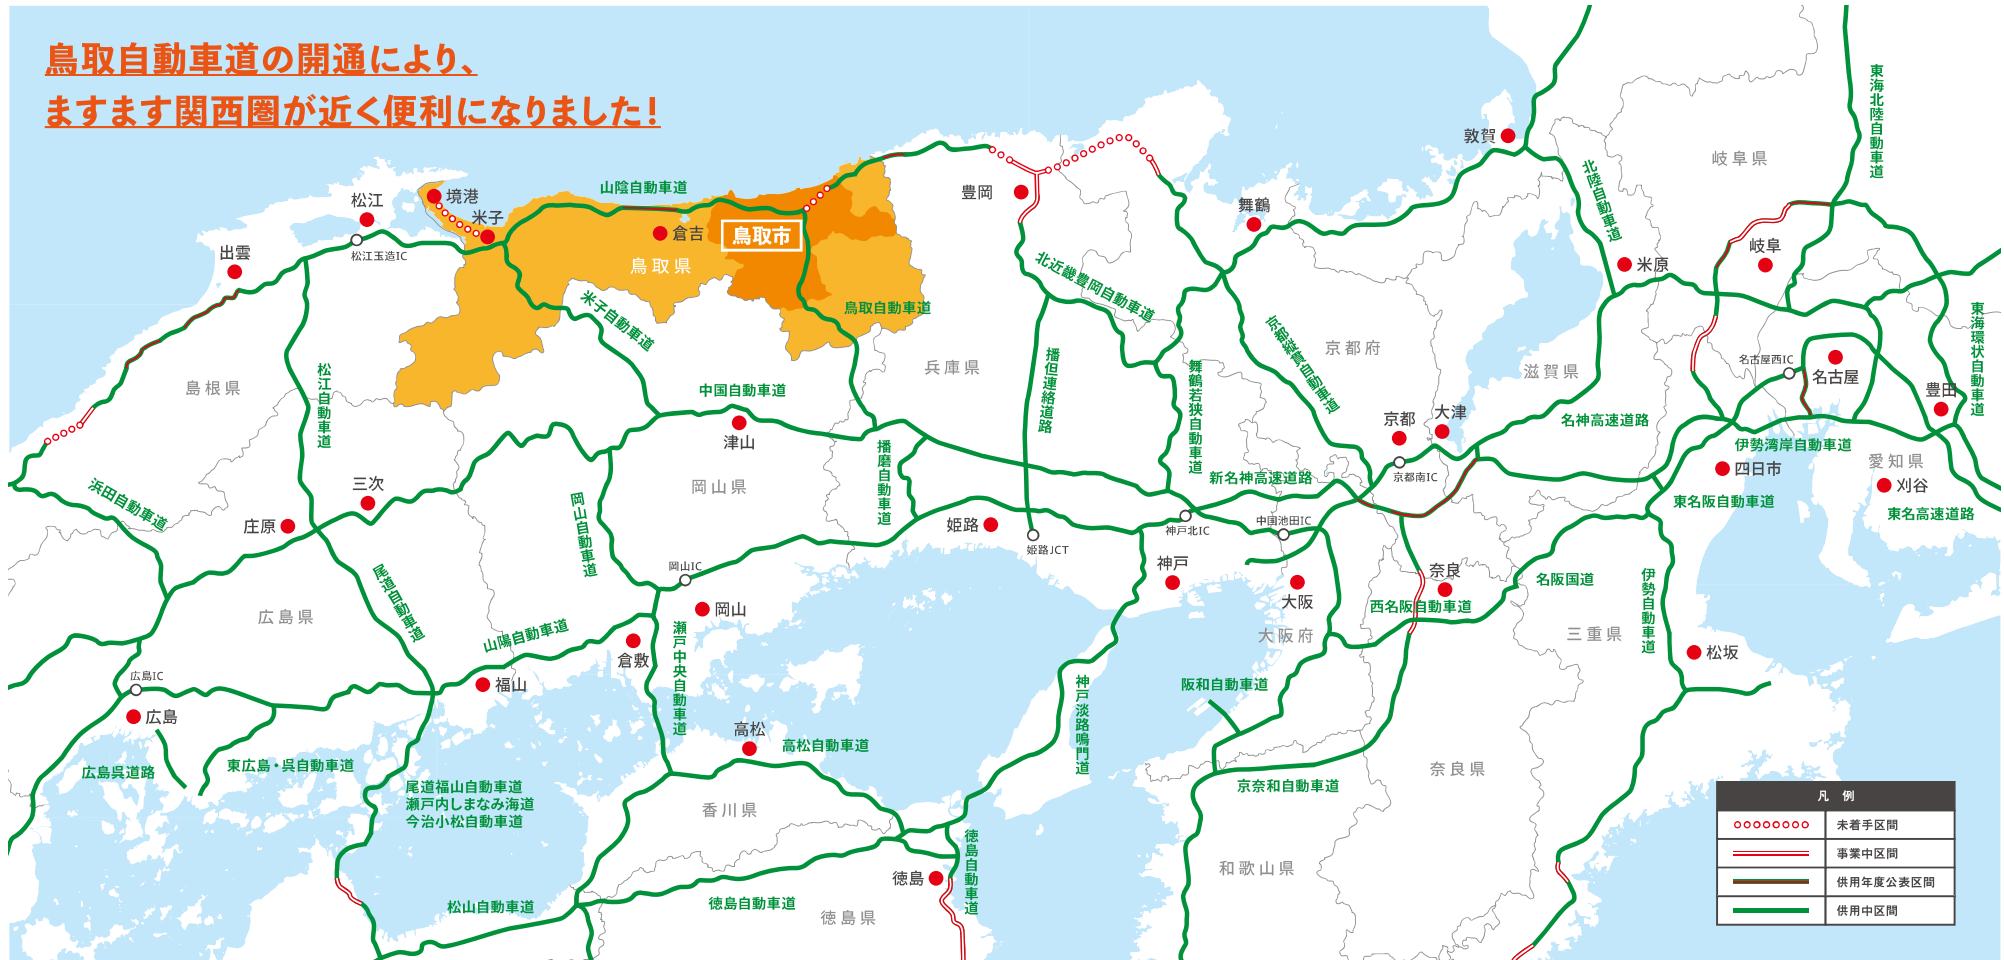 鳥取自動車道の開通により、
ますます関西圏が近く便利になりました！
東海北陸自動車道
敦賀
岐阜県
北陸自動車道
山陰自動車道
豊岡
境港
松江
米子
舞鶴
出雲
松江玉造IC
倉吉
鳥取市
鳥取県
岐阜
米原
北近畿豊岡自動車道
米子自動車道
鳥取自動車道
東海環状自動車道
京都縦貫自動車道
京都府
播但連絡道路
舞鶴若狭自動車道
兵庫県
滋賀県
名古屋西IC
名古屋
島根県
松江自動車道
中国自動車道
豊田
津山
京都
大津
名神高速道路
伊勢湾岸自動車道
播磨自動車道
京都南IC
新名神高速道路
四日市
愛知県
刈谷
浜田自動車道
三次
岡山県
岡山自動車道
東名阪自動車道
東名高速道路
庄原
姫路
姫路JCT
神戸北IC
中国池田IC
神戸
岡山IC
尾道自動車道
奈良
名阪国道
伊勢自動車道
大阪
西名阪自動車道
岡山
広島県
大阪府
三重県
瀬戸中央自動車道
山陽自動車道
倉敷
松坂
広島IC
福山
阪和自動車道
神戸淡路鳴門道
広島
高松
高松自動車道
広島呉道路
東広島・呉自動車道
奈良県
尾道福山自動車道
瀬戸内しまなみ海道
今治小松自動車道
京奈和自動車道
香川県
徳島自動車道
和歌山県
徳島
松山自動車道
徳島自動車道
徳島県
凡 例
未着手区間
事業中区間
供用年度公表区間
供用中区間